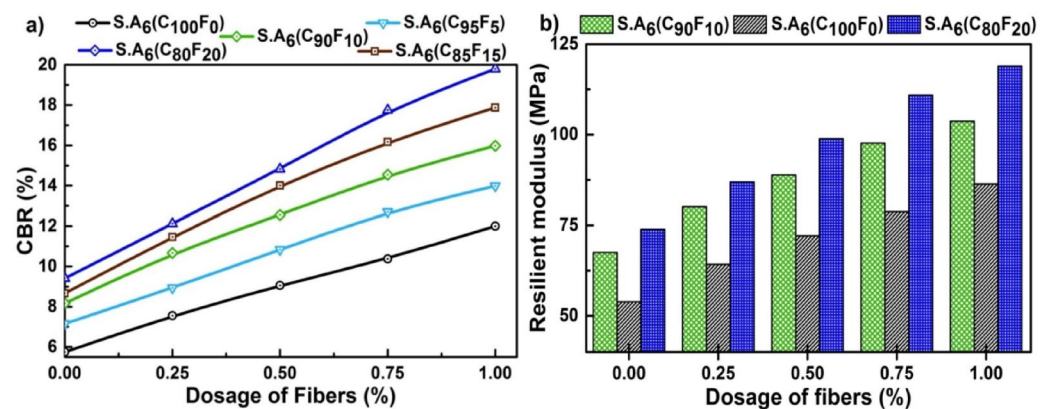 a)
S.A6(C100F0)
S.A6(C95F5)
S.A6(C80F20)
S.A6(C90F10)
S.A6(C85F15)
20
18
16
14
12
10
8
6
CBR (%)
0.00 0.25 0.50 0.75 1.00
Dosage of Fibers (%)
b)
S.A6(C90F10) S.A6(C100F0) S.A6(C80F20)
125
100
75
50
Resilient modulus (MPa)
0.00 0.25 0.50 0.75 1.00
Dosage of fibers (%)